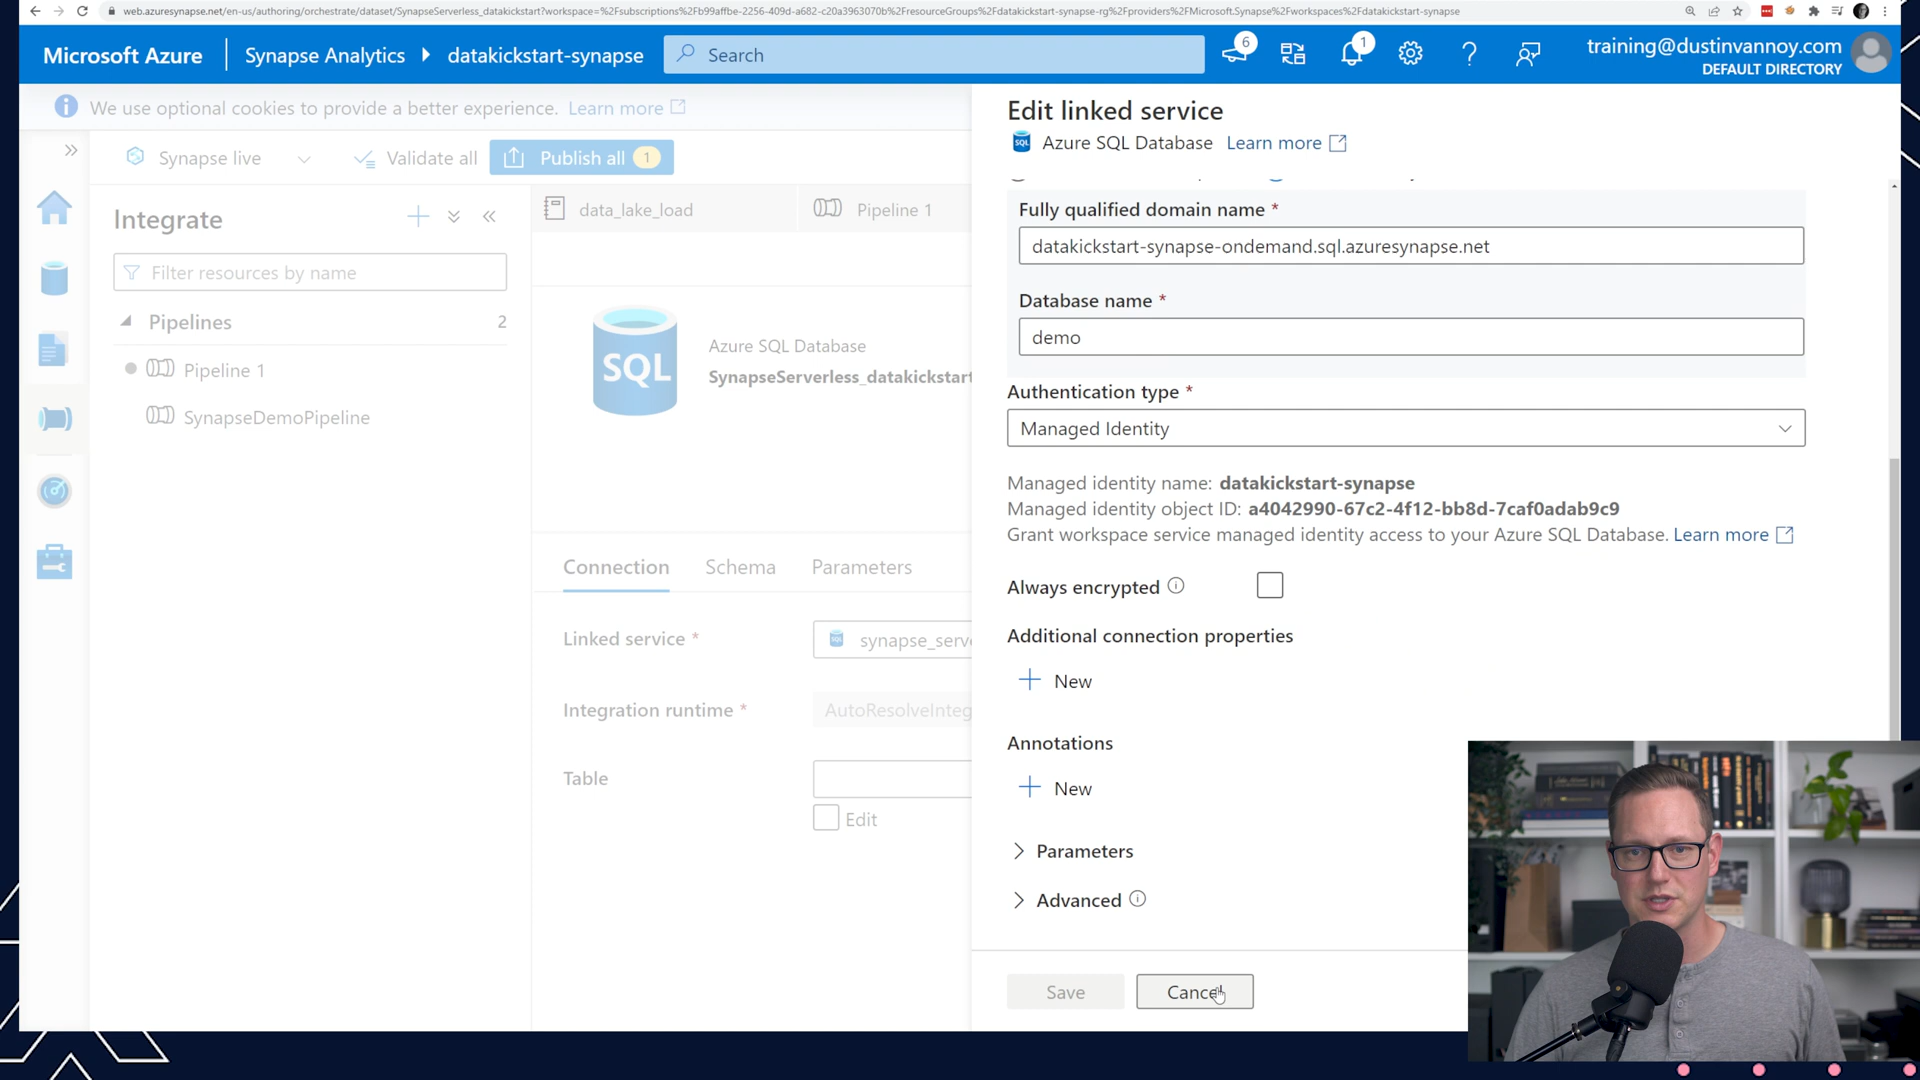 web.azuresynapse.net/en-us/authoring/orchestrate/dataset/SynapseServerless_datakickstart?workspace=%2Fsubscriptions%2Fb99affbe-2256-409d-a682-c20a3963070b%2FresourceGroups%2Fdatakickstart-synapse-rg%2Fproviders%2FMicrosoft.Synapse%2Fworkspaces%2Fdatakickstart-synapse
Microsoft Azure
Synapse Analytics
datakickstart-synapse
Search
6
1
training@dustinvannoy.com
DEFAULT DIRECTORY
We use optional cookies to provide a better experience. Learn more
Synapse live
Validate all
Publish all 1
Integrate
Filter resources by name
Pipelines 2
Pipeline 1
SynapseDemoPipeline
data_lake_load
Pipeline 1
SQL
Azure SQL Database
SynapseServerless_datakickstart
Connection
Schema
Parameters
Linked service *
synapse_serv
Integration runtime *
AutoResolveInteg
Table
Edit
Edit linked service
SQL
Azure SQL Database
Learn more
Fully qualified domain name *
datakickstart-synapse-ondemand.sql.azuresynapse.net
Database name *
demo
Authentication type *
Managed Identity
Managed identity name: datakickstart-synapse
Managed identity object ID: a4042990-67c2-4f12-bb8d-7caf0adab9c9
Grant workspace service managed identity access to your Azure SQL Database. Learn more
Always encrypted
Additional connection properties
New
Annotations
New
Parameters
Advanced
Save
Cancel